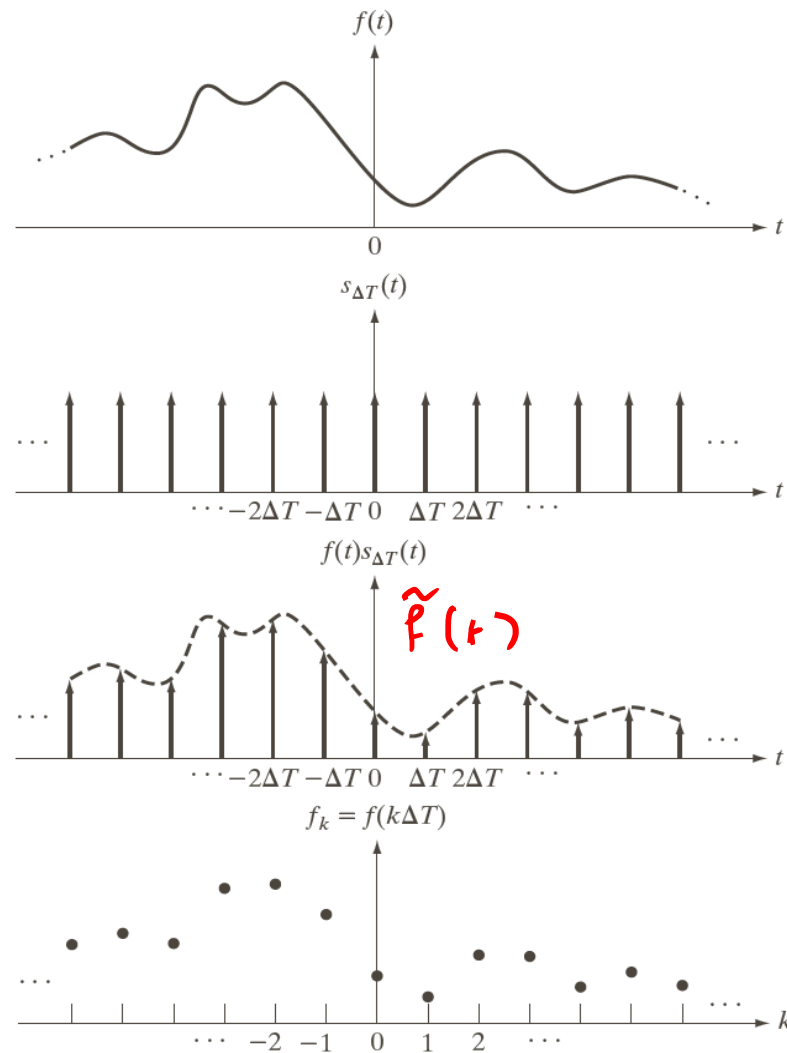 f(t)
t
0
s_{ΔT}(t)
··· ···
t
··· −2ΔT −ΔT 0 ΔT 2ΔT ···
f(t)s_{ΔT}(t)
f̃(t)
··· ···
t
··· −2ΔT −ΔT 0 ΔT 2ΔT ···
f_k = f(kΔT)
··· ···
k
··· −2 −1 0 1 2 ···